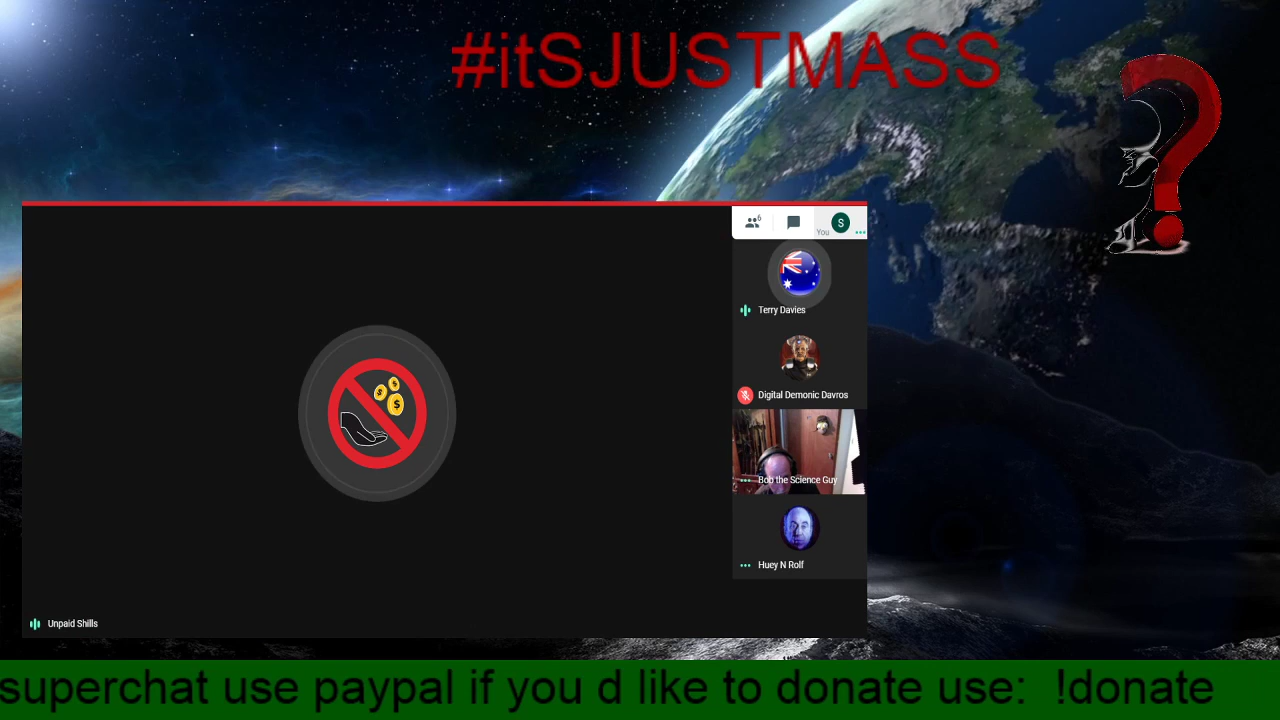 #itSJUSTMASS
6
You
S
Terry Davies
Digital Demonic Davros
Bob the Science Guy
Huey N Rolf
Unpaid Shills
superchat use paypal if you d like to donate use: !donate